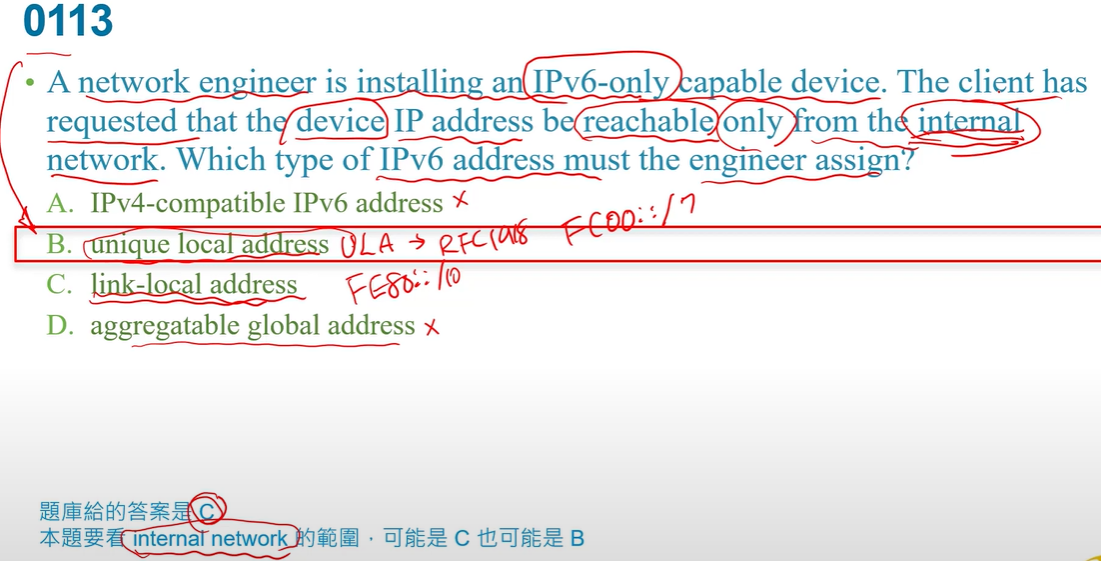 0113
• A network engineer is installing an IPv6-only capable device. The client has
requested that the device IP address be reachable only from the internal
network. Which type of IPv6 address must the engineer assign?
A. IPv4-compatible IPv6 address ×
B. unique local address ULA → RFC1918 FC00::/7
C. link-local address FE80::/10
D. aggregatable global address ×
題庫給的答案是 C
本題要看 internal network 的範圍，可能是 C 也可能是 B